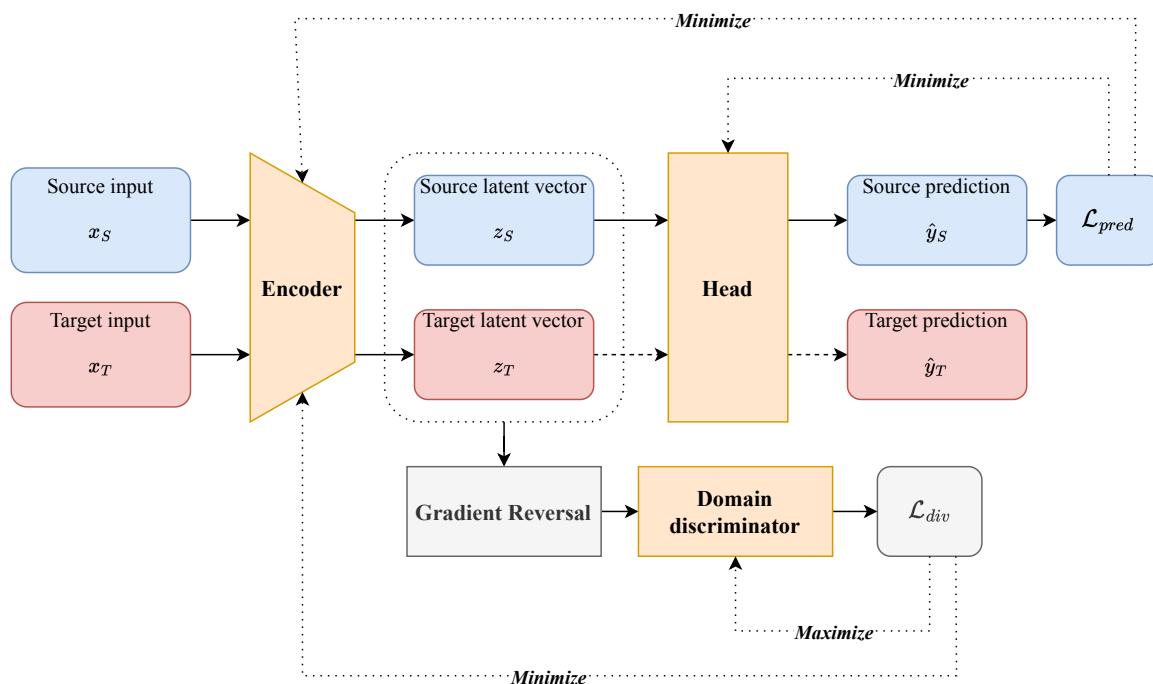 Minimize
Minimize
Source input
x_S
Source latent vector
z_S
Source prediction
ŷ_S
ℒ_pred
Encoder
Head
Target input
x_T
Target latent vector
z_T
Target prediction
ŷ_T
Gradient Reversal
Domain
discriminator
ℒ_div
Maximize
Minimize